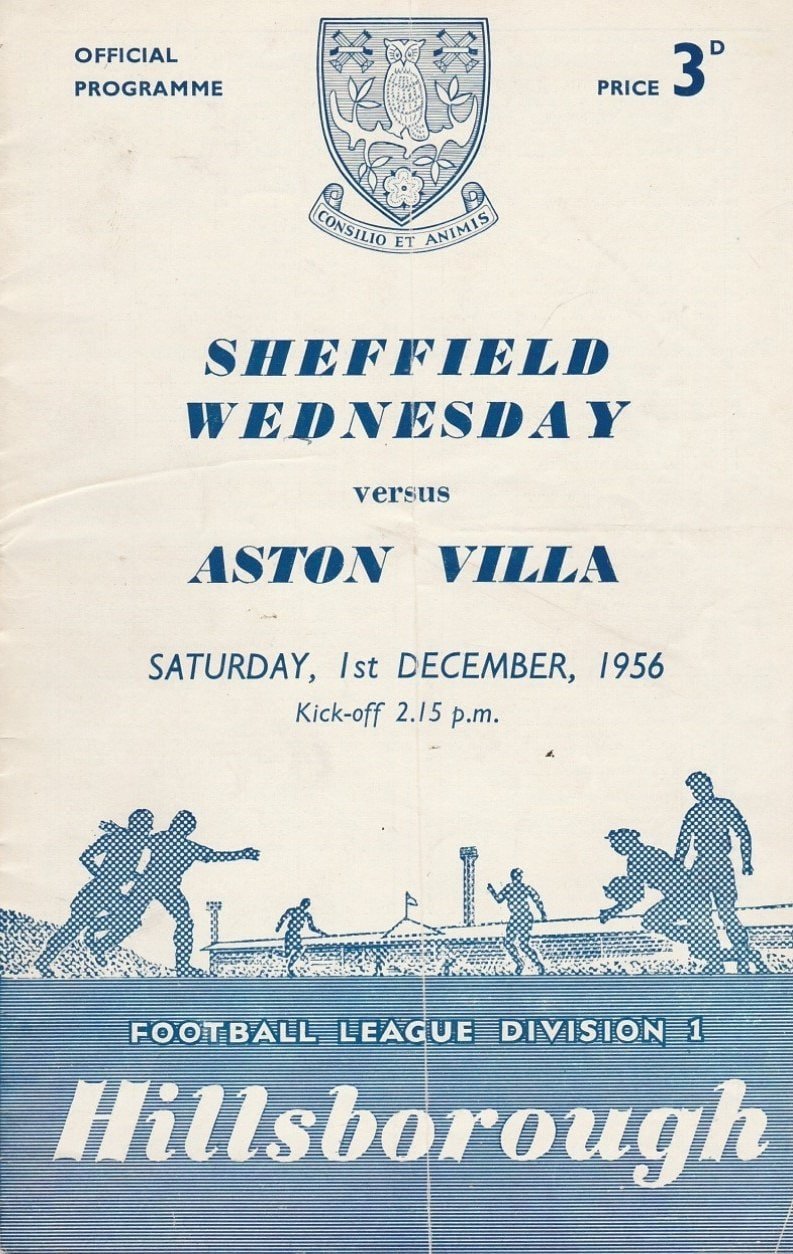 OFFICIAL
PROGRAMME
PRICE 3D
CONSILIO ET ANIMIS
SHEFFIELD
WEDNESDAY
versus
ASTON VILLA
SATURDAY, 1st DECEMBER, 1956
Kick-off 2.15 p.m.
FOOTBALL LEAGUE DIVISION 1
Hillsborough